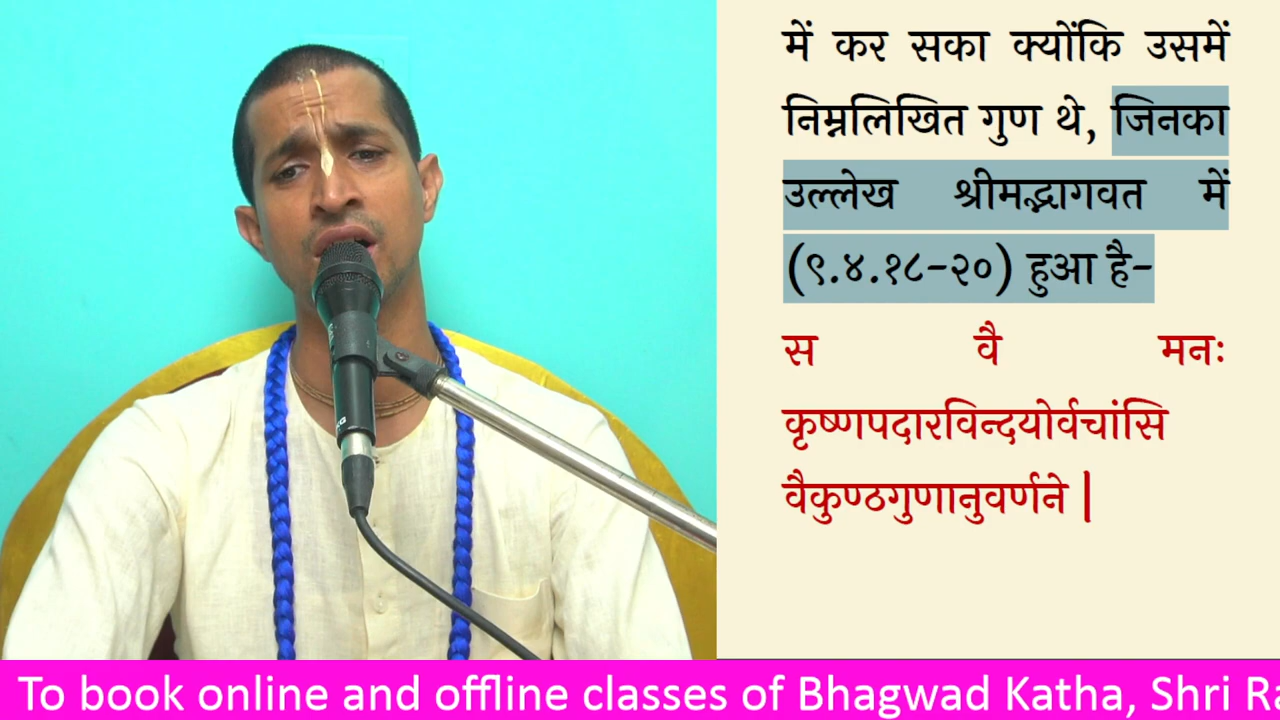 में कर सका क्योंकि उसमें
निम्नलिखित गुण थे, जिनका
उल्लेख श्रीमद्भागवत में
(९.४.१८-२०) हुआ है-
स वै मनः
कृष्णपदारविन्दयोर्वचांसि
वैकुण्ठगुणानुवर्णने |
To book online and offline classes of Bhagwad Katha, Shri Ra